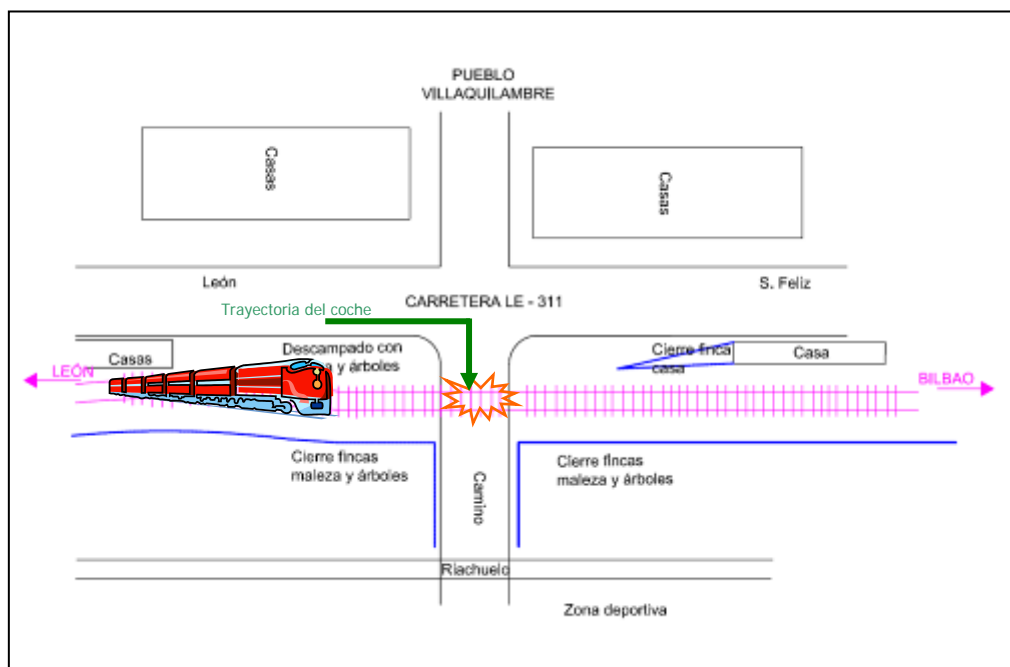 PUEBLO
VILLAQUILAMBRE
Casas
Casas
León
S. Feliz
CARRETERA LE - 311
Trayectoria del coche
Casas
Descampado con
y árboles
Cierre finca
casa
Casa
LEÓN
BILBAO
Cierre fincas
maleza y árboles
Cierre fincas
maleza y árboles
Camino
Riachuelo
Zona deportiva